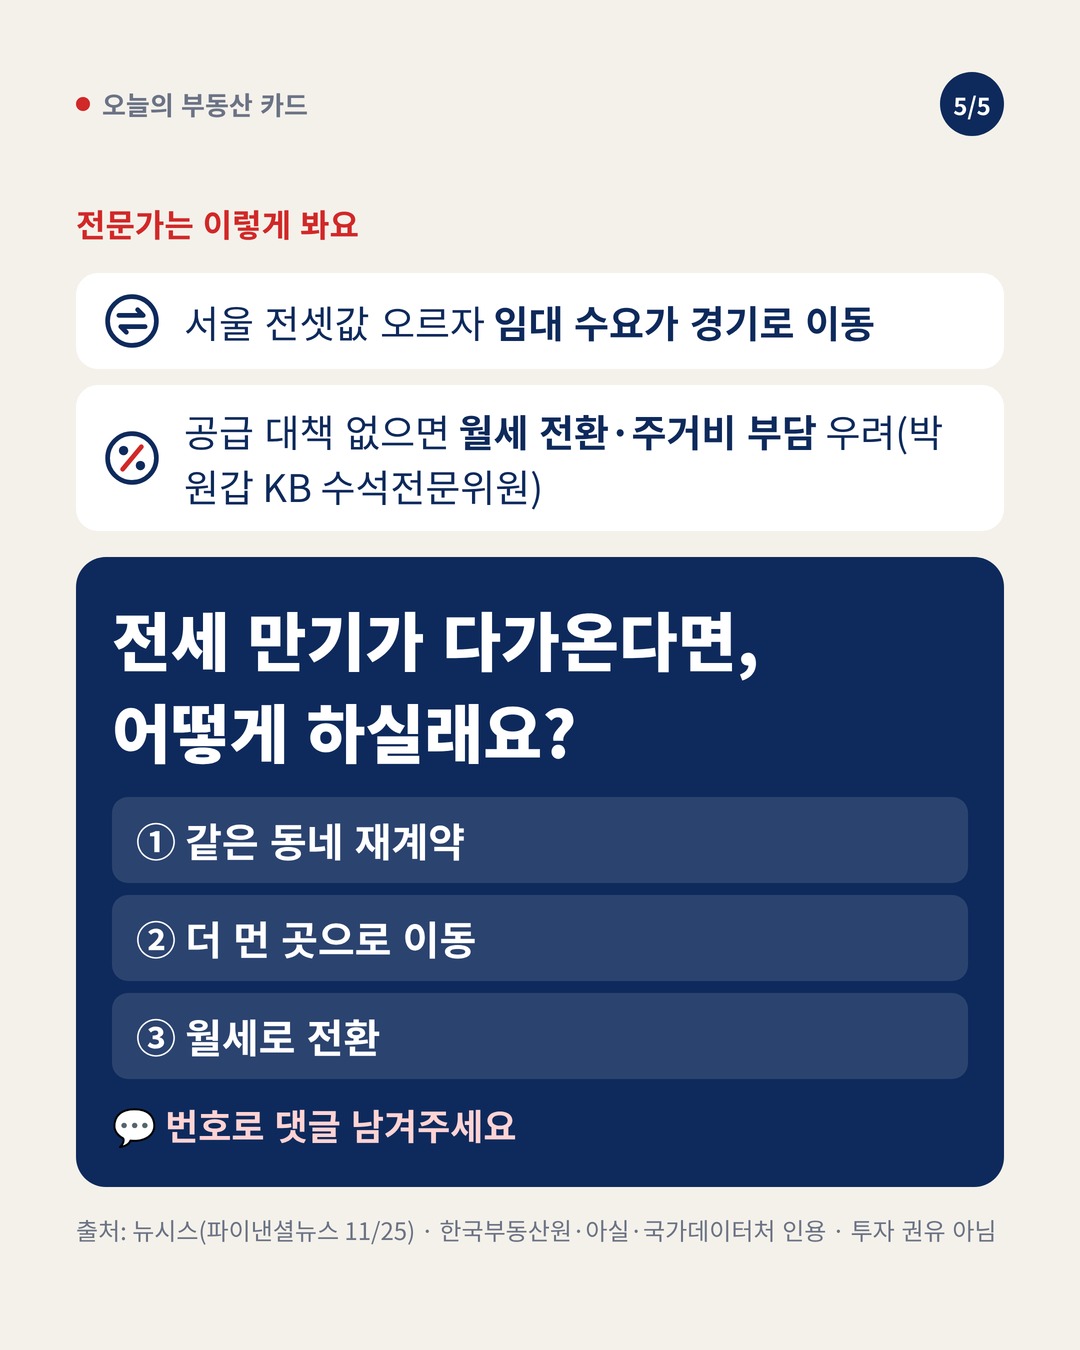 오늘의 부동산 카드
5/5
전문가는 이렇게 봐요
서울 전셋값 오르자 임대 수요가 경기로 이동
공급 대책 없으면 월세 전환·주거비 부담 우려(박
원갑 KB 수석전문위원)
전세 만기가 다가온다면,
어떻게 하실래요?
① 같은 동네 재계약
② 더 먼 곳으로 이동
③ 월세로 전환
💬 번호로 댓글 남겨주세요
출처: 뉴시스(파이낸셜뉴스 11/25) · 한국부동산원·아실·국가데이터처 인용 · 투자 권유 아님